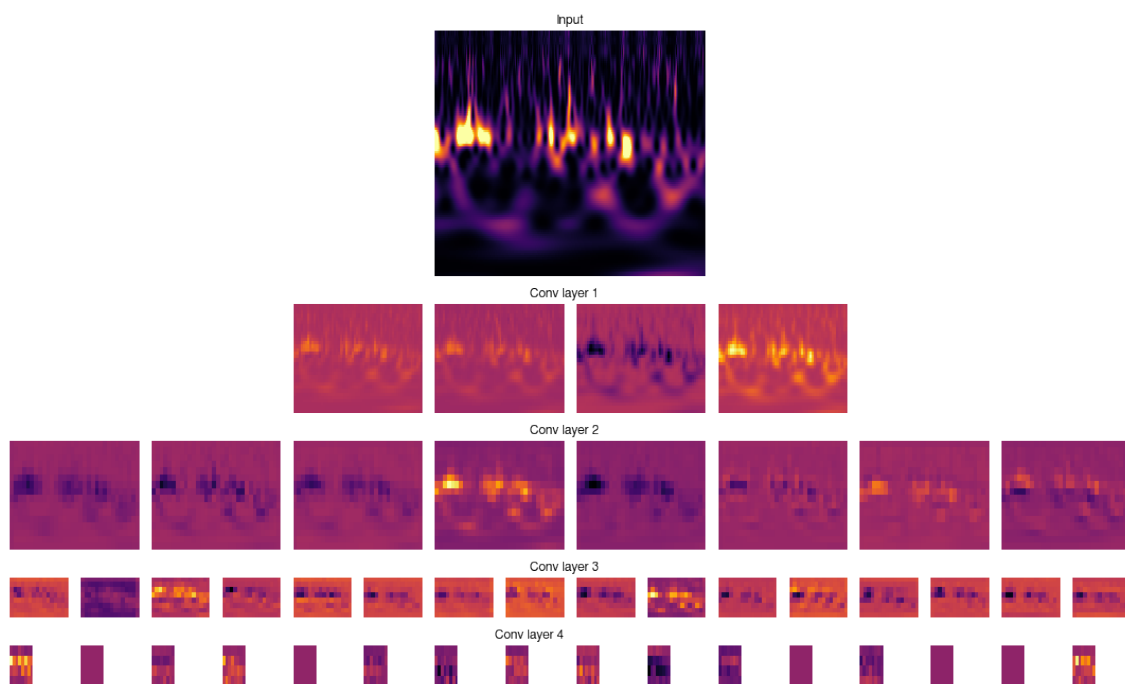 Input
Conv layer 1
Conv layer 2
Conv layer 3
Conv layer 4